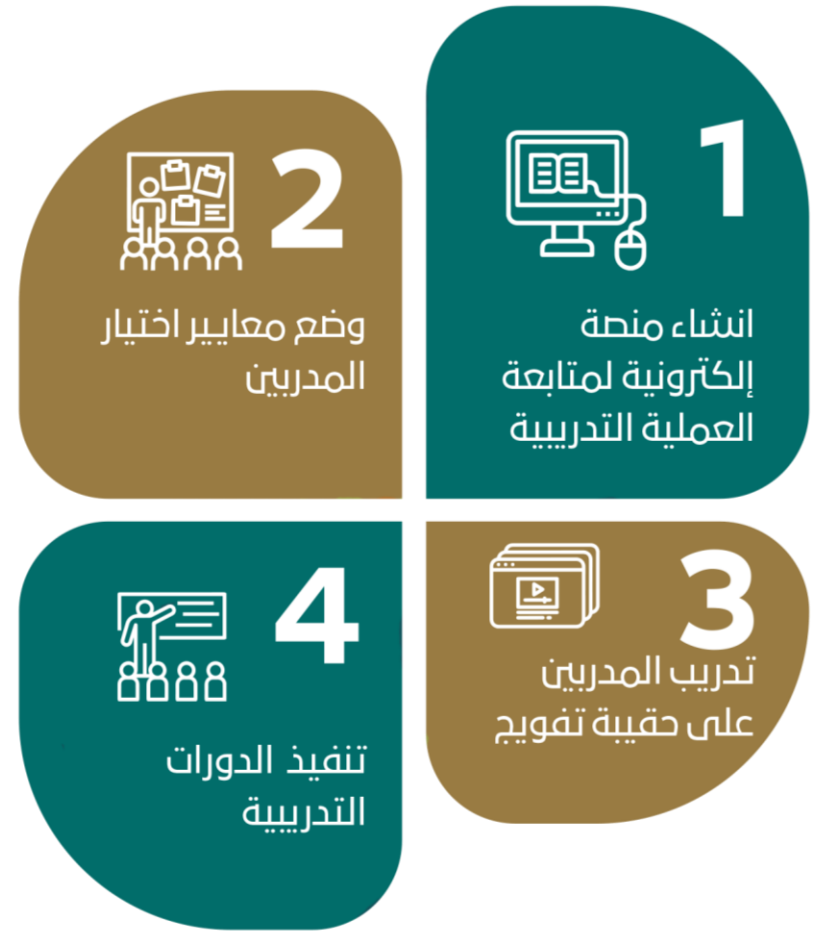 1
انشاء منصة
إلكترونية لمتابعة
العملية التدريبية
2
وضع معايير اختيار
المدربين
3
تدريب المدربين
على حقيبة تفويج
4
تنفيذ الدورات
التدريبية